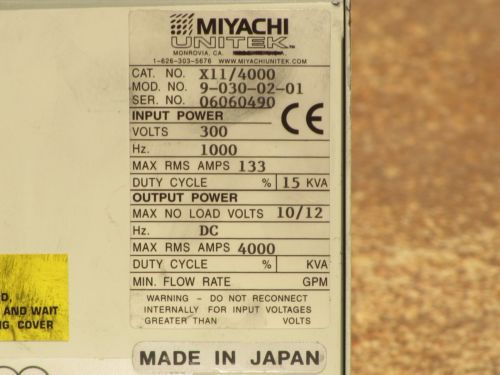 MIYACHI
UNITEK™
MONROVIA, CA.
1-626-303-5676 WWW.MIYACHIUNITEK.COM
CAT. NO. X11/4000
MOD. NO. 9-030-02-01
SER. NO. 06060490
INPUT POWER CE
VOLTS 300
Hz. 1000
MAX RMS AMPS 133
DUTY CYCLE % 15 KVA
OUTPUT POWER
MAX NO LOAD VOLTS 10/12
Hz. DC
MAX RMS AMPS 4000
DUTY CYCLE % KVA
MIN. FLOW RATE GPM
WARNING - DO NOT RECONNECT
INTERNALLY FOR INPUT VOLTAGES
GREATER THAN VOLTS
MADE IN JAPAN
D,
AND WAIT
NG COVER